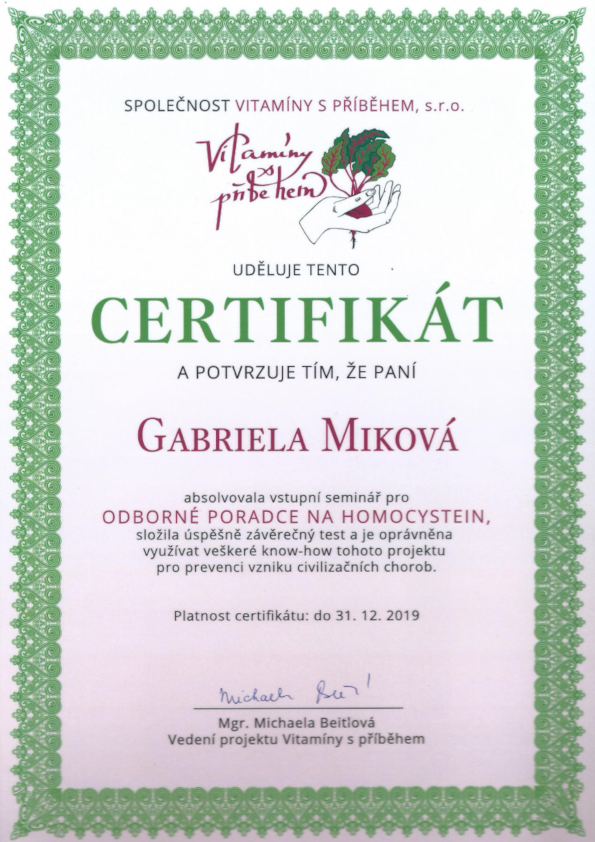 SPOLEČNOST VITAMÍNY S PŘÍBĚHEM, s.r.o.
Vitamíny
s
příběhem
UDĚLUJE TENTO
CERTIFIKÁT
A POTVRZUJE TÍM, ŽE PANÍ
GABRIELA MIKOVÁ
absolvovala vstupní seminář pro
ODBORNÉ PORADCE NA HOMOCYSTEIN,
složila úspěšně závěrečný test a je oprávněna
využívat veškeré know-how tohoto projektu
pro prevenci vzniku civilizačních chorob.
Platnost certifikátu: do 31. 12. 2019
Michaela
Mgr. Michaela Beitlová
Vedení projektu Vitamíny s příběhem